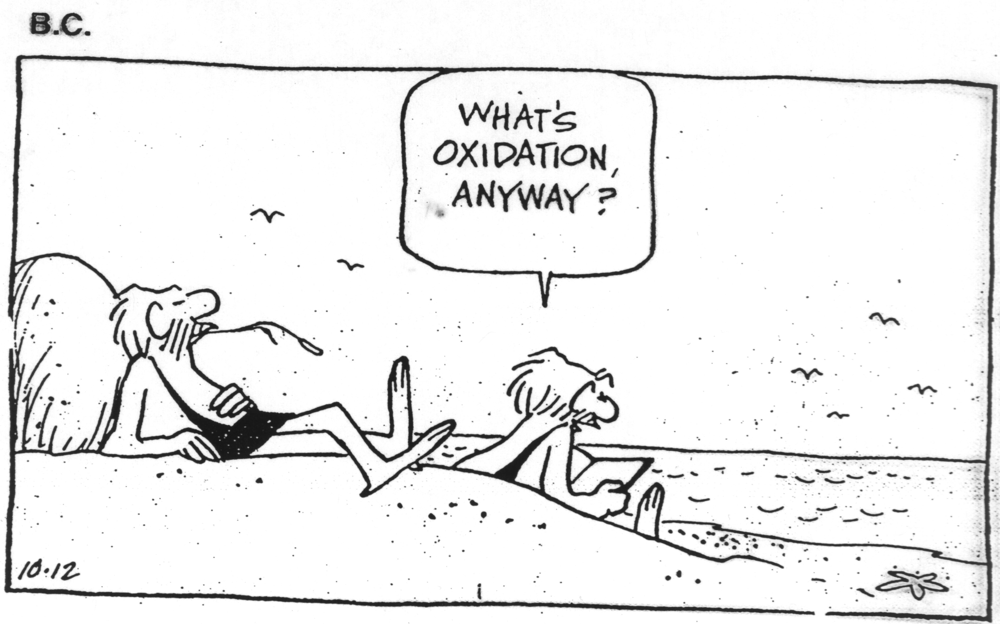 B.C.
WHAT'S
OXIDATION,
ANYWAY?
10·12